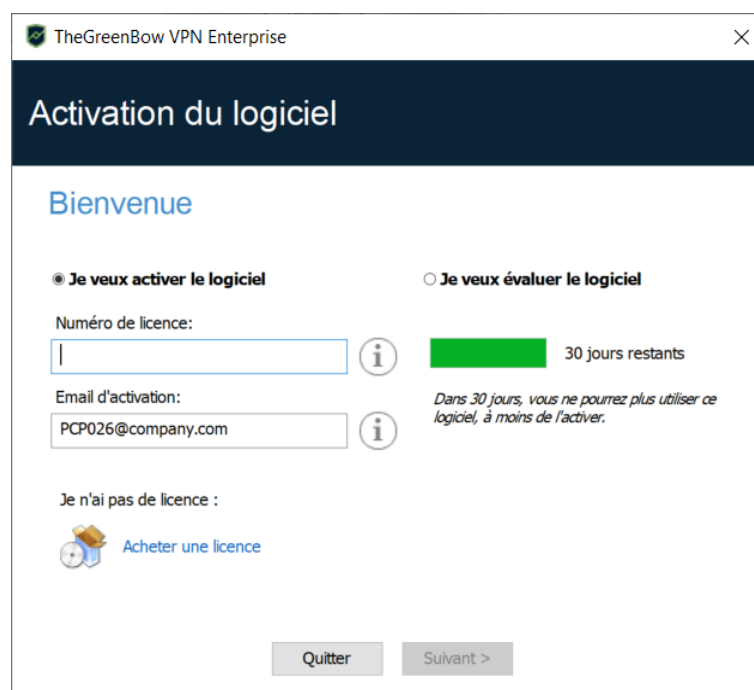 TheGreenBow VPN Enterprise
Activation du logiciel
Bienvenue
Je veux activer le logiciel
Numéro de licence:
Email d'activation:
PCP026@company.com
Je n'ai pas de licence :
Acheter une licence
Je veux évaluer le logiciel
30 jours restants
Dans 30 jours, vous ne pourrez plus utiliser ce
logiciel, à moins de l'activer.
Quitter
Suivant >